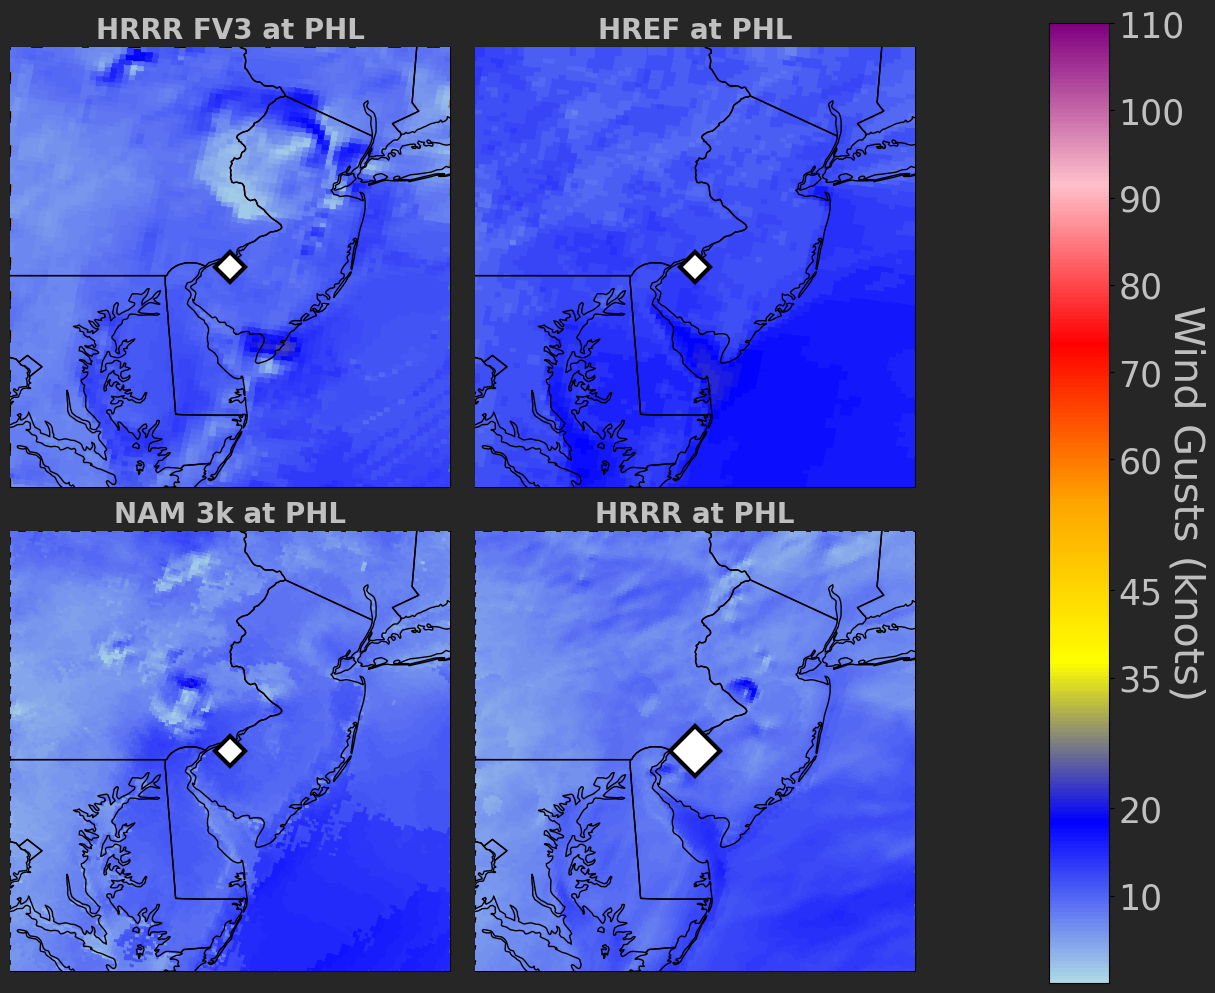 HRRR FV3 at PHL
HREF at PHL
NAM 3k at PHL
HRRR at PHL
110
100
90
80
70
60
45
35
20
10
Wind Gusts (knots)